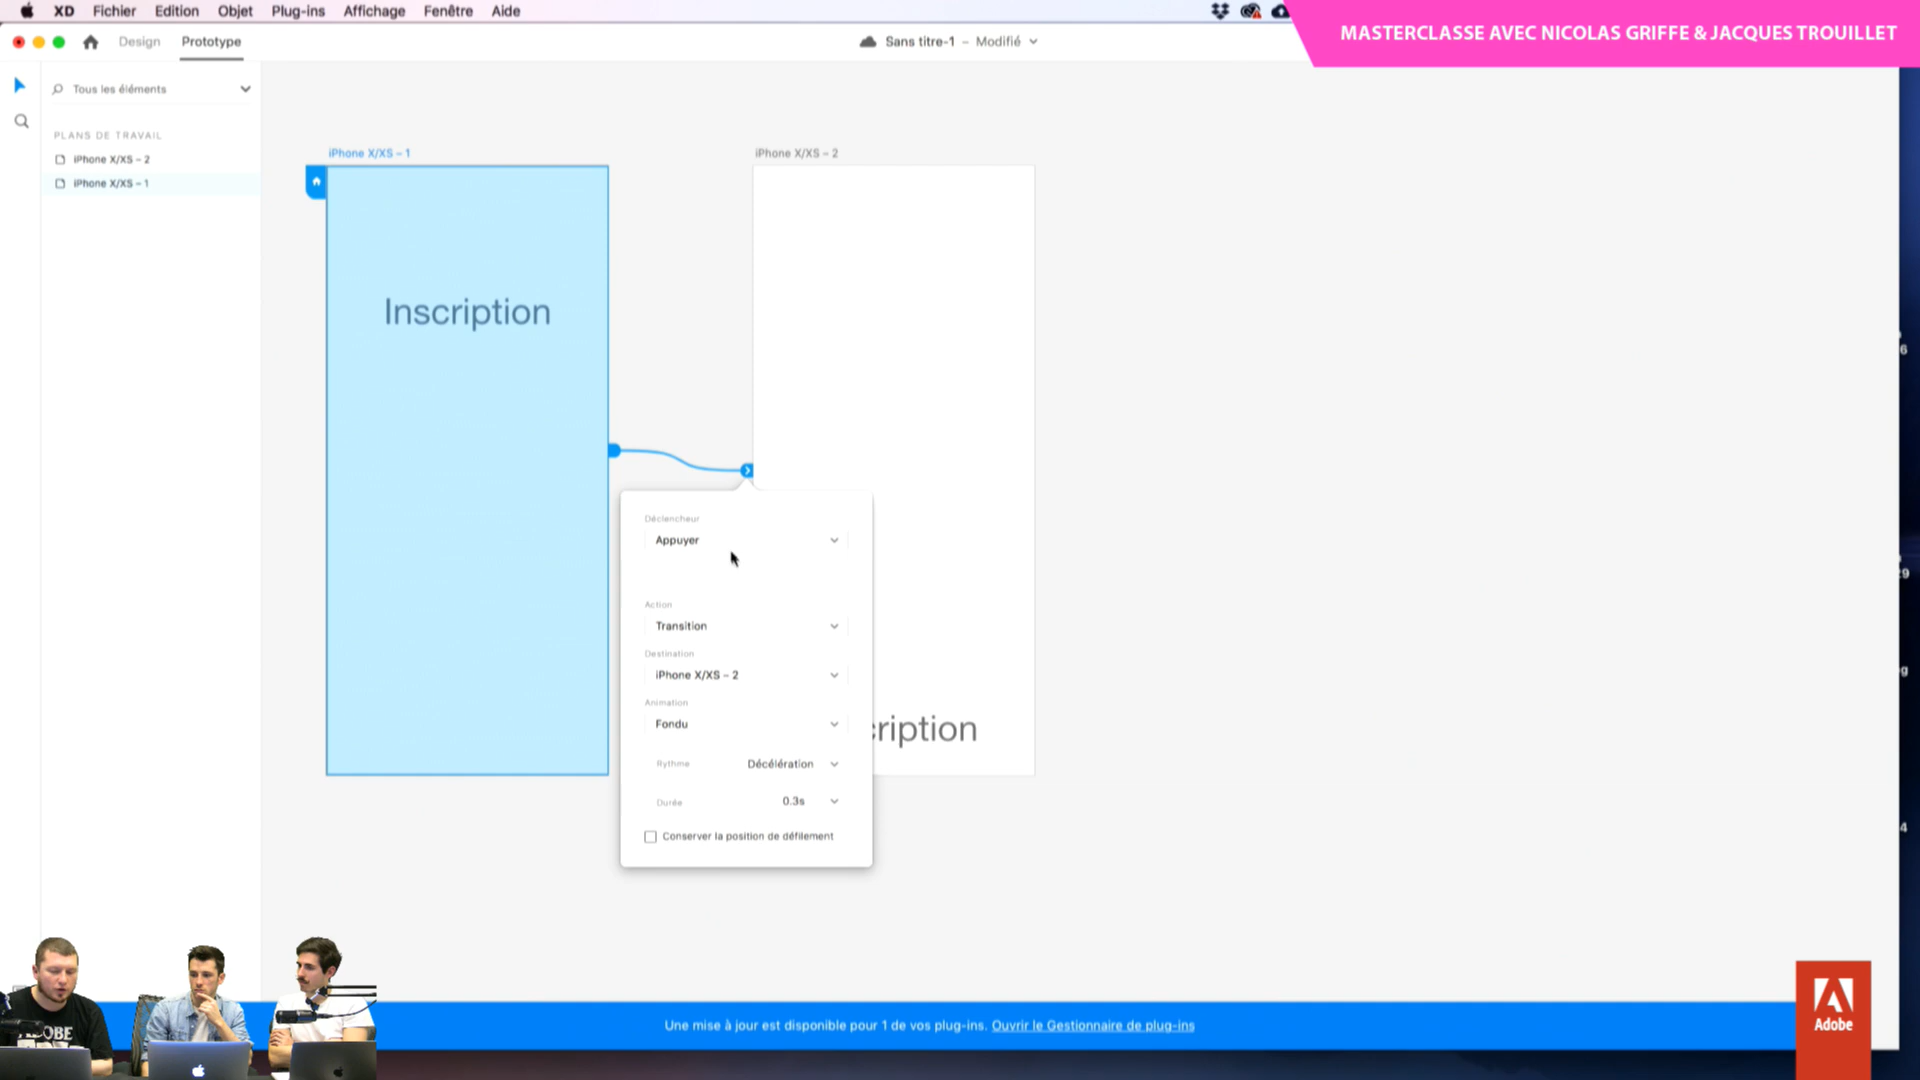 XD Fichier Edition Objet Plug-ins Affichage Fenêtre Aide
MASTERCLASSE AVEC NICOLAS GRIFFE & JACQUES TROUILLET
Design Prototype
Sans titre-1 – Modifié
Tous les éléments
PLANS DE TRAVAIL
iPhone X/XS – 2
iPhone X/XS – 1
iPhone X/XS – 1
iPhone X/XS – 2
Inscription
Déclencheur
Appuyer
Action
Transition
Destination
iPhone X/XS – 2
Animation
Fondu
cription
Rythme Décélération
Durée 0.3s
Conserver la position de défilement
Une mise à jour est disponible pour 1 de vos plug-ins. Ouvrir le Gestionnaire de plug-ins
Adobe